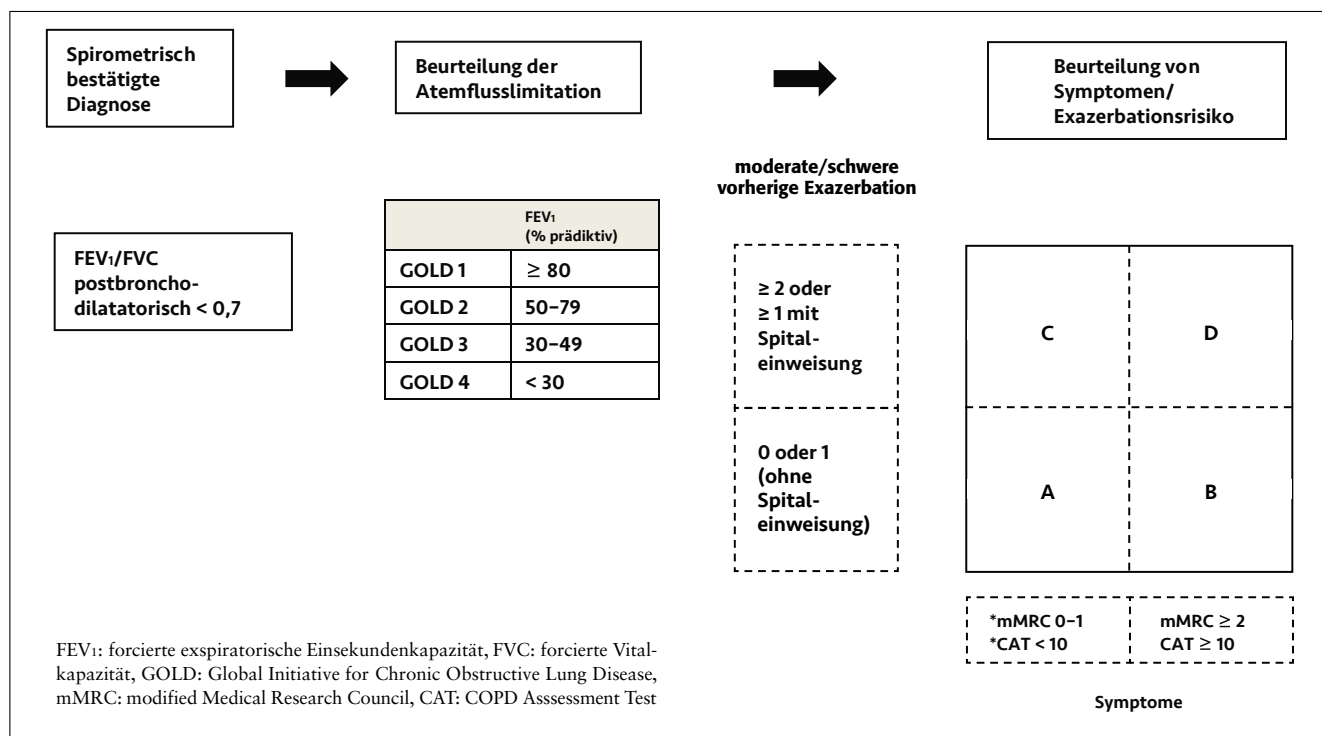 Spirometrisch
bestätigte
Diagnose
Beurteilung der
Atemflusslimitation
Beurteilung von
Symptomen/
Exazerbationsrisiko
moderate/schwere
vorherige Exazerbation
FEV1/FVC
postbroncho-
dilatatorisch < 0,7
FEV1
(% prädiktiv)
GOLD 1 ≥ 80
GOLD 2 50–79
GOLD 3 30–49
GOLD 4 < 30
≥ 2 oder
≥ 1 mit
Spital-
einweisung
C D
0 oder 1
(ohne
Spital-
einweisung)
A B
*mMRC 0–1 mMRC ≥ 2
*CAT < 10 CAT ≥ 10
Symptome
FEV1: forcierte exspiratorische Einsekundenkapazität, FVC: forcierte Vital-
kapazität, GOLD: Global Initiative for Chronic Obstructive Lung Disease,
mMRC: modified Medical Research Council, CAT: COPD Asssessment Test